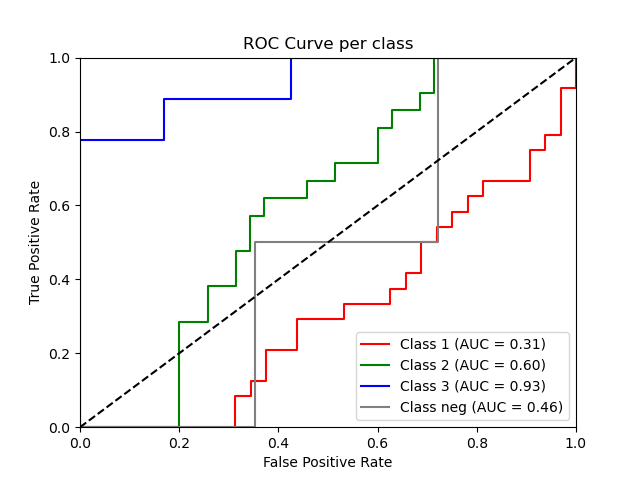 ROC Curve per class
True Positive Rate
1.0
0.8
0.6
0.4
0.2
0.0
Class 1 (AUC = 0.31)
Class 2 (AUC = 0.60)
Class 3 (AUC = 0.93)
Class neg (AUC = 0.46)
0.0 0.2 0.4 0.6 0.8 1.0
False Positive Rate